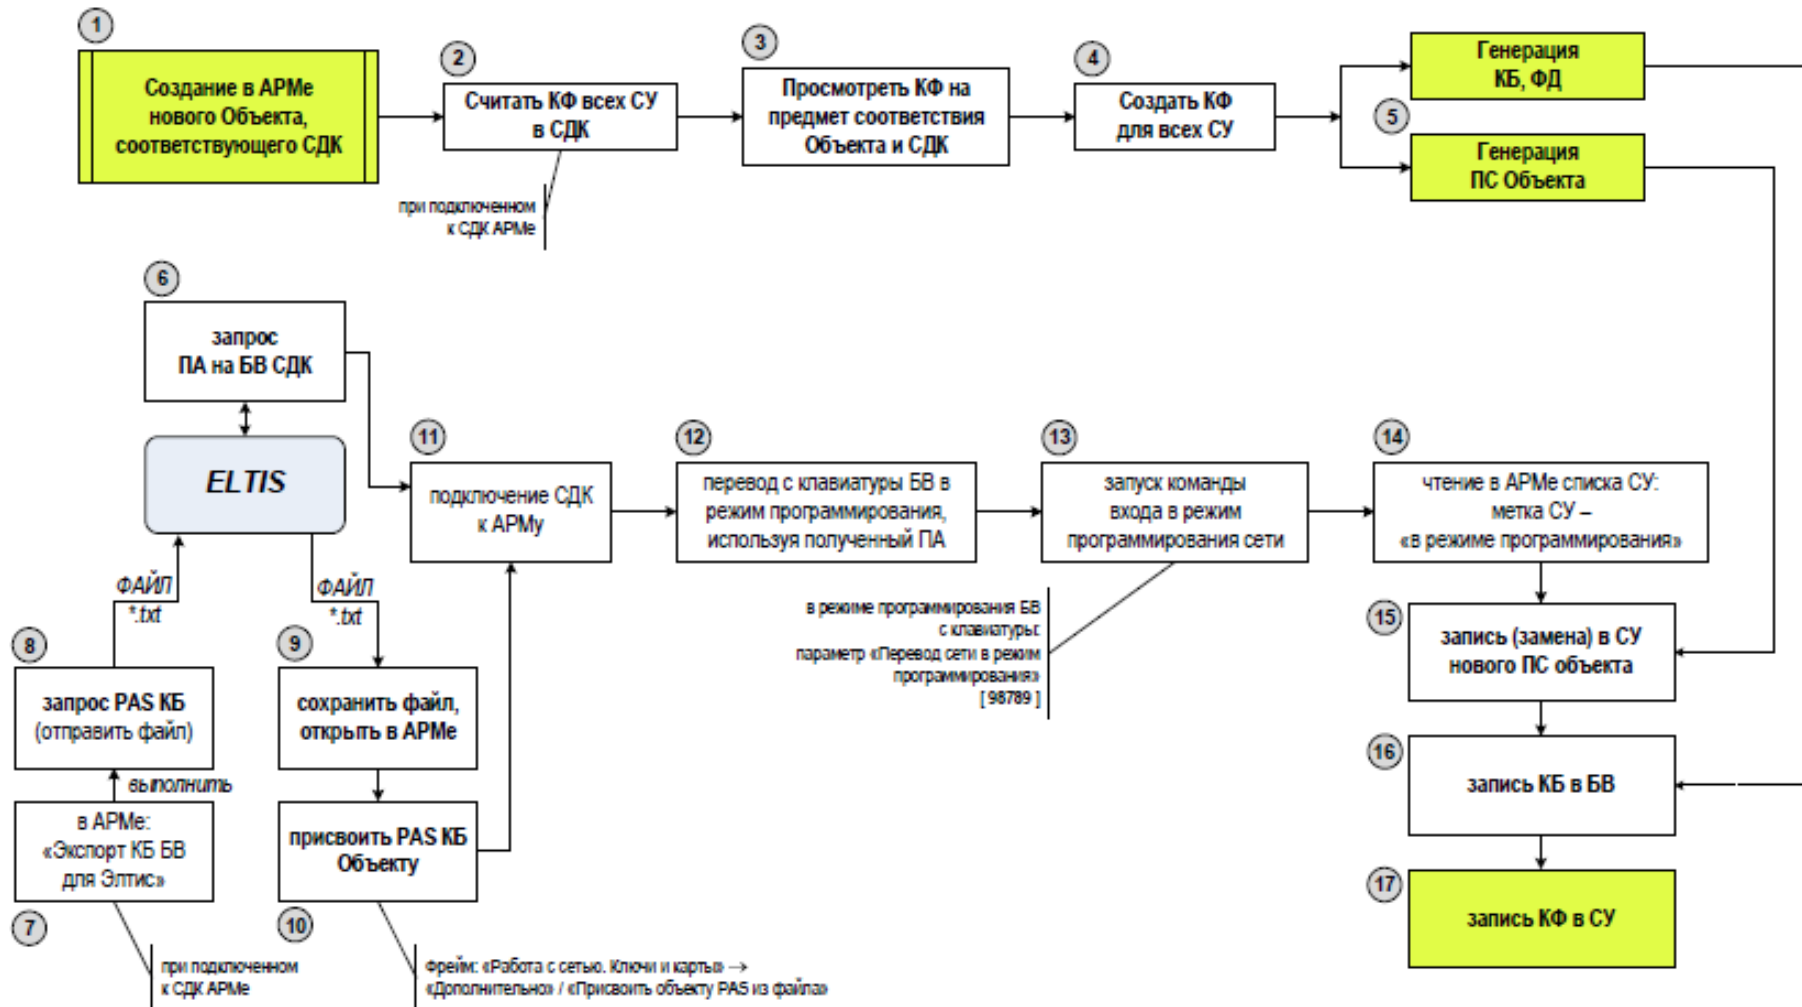 1
Создание в АРМе
нового Объекта,
соответствующего СДК
2
Считать КФ всех СУ
в СДК
при подключенном
к СДК АРМе
3
Просмотреть КФ на
предмет соответствия
Объекта и СДК
4
Создать КФ
для всех СУ
5
Генерация
КБ, ФД
Генерация
ПС Объекта
6
запрос
ПА на БВ СДК
ELTIS
ФАЙЛ
*.txt
ФАЙЛ
*.txt
8
запрос PAS КБ
(отправить файл)
выполнить
в АРМе:
«Экспорт КБ БВ
для Элтис»
7
при подключенном
к СДК АРМе
9
сохранить файл,
открыть в АРМе
присвоить PAS КБ
Объекту
10
Фрейм: «Работа с сетью. Ключи и карты» →
«Дополнительно» / «Присвоить объекту PAS из файла»
11
подключение СДК
к АРМу
12
перевод с клавиатуры БВ в
режим программирования,
используя полученный ПА
13
запуск команды
входа в режим
программирования сети
в режиме программирования БВ
с клавиатуры:
параметр «Перевод сети в режим
программирования»
[ 98789 ]
14
чтение в АРМе списка СУ:
метка СУ –
«в режиме программирования»
15
запись (замена) в СУ
нового ПС объекта
16
запись КБ в БВ
17
запись КФ в СУ